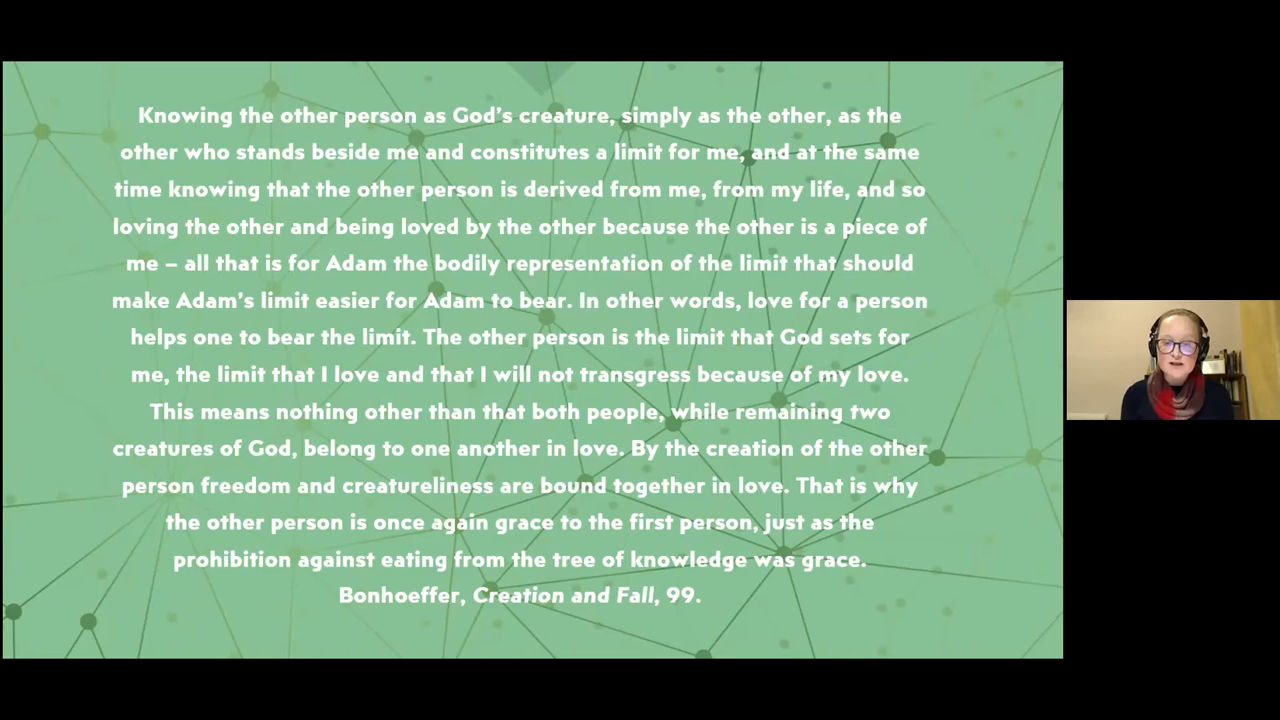 Knowing the other person as God’s creature, simply as the other, as the
other who stands beside me and constitutes a limit for me, and at the same
time knowing that the other person is derived from me, from my life, and so
loving the other and being loved by the other because the other is a piece of
me – all that is for Adam the bodily representation of the limit that should
make Adam’s limit easier for Adam to bear. In other words, love for a person
helps one to bear the limit. The other person is the limit that God sets for
me, the limit that I love and that I will not transgress because of my love.
This means nothing other than that both people, while remaining two
creatures of God, belong to one another in love. By the creation of the other
person freedom and creatureliness are bound together in love. That is why
the other person is once again grace to the first person, just as the
prohibition against eating from the tree of knowledge was grace.
Bonhoeffer, Creation and Fall, 99.